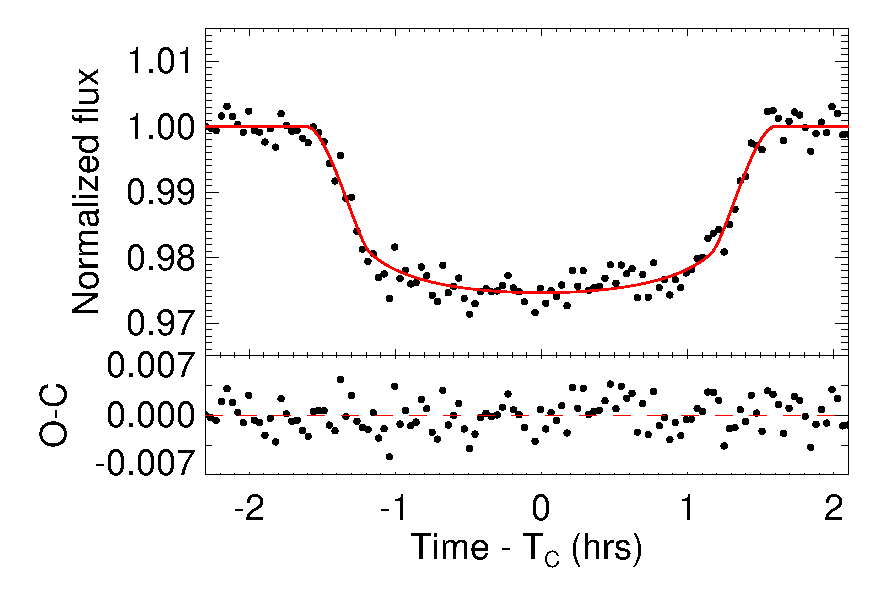 Normalized flux
1.01
1.00
0.99
0.98
0.97
O-C
0.007
0.000
-0.007
-2 -1 0 1 2
Time - T_C (hrs)